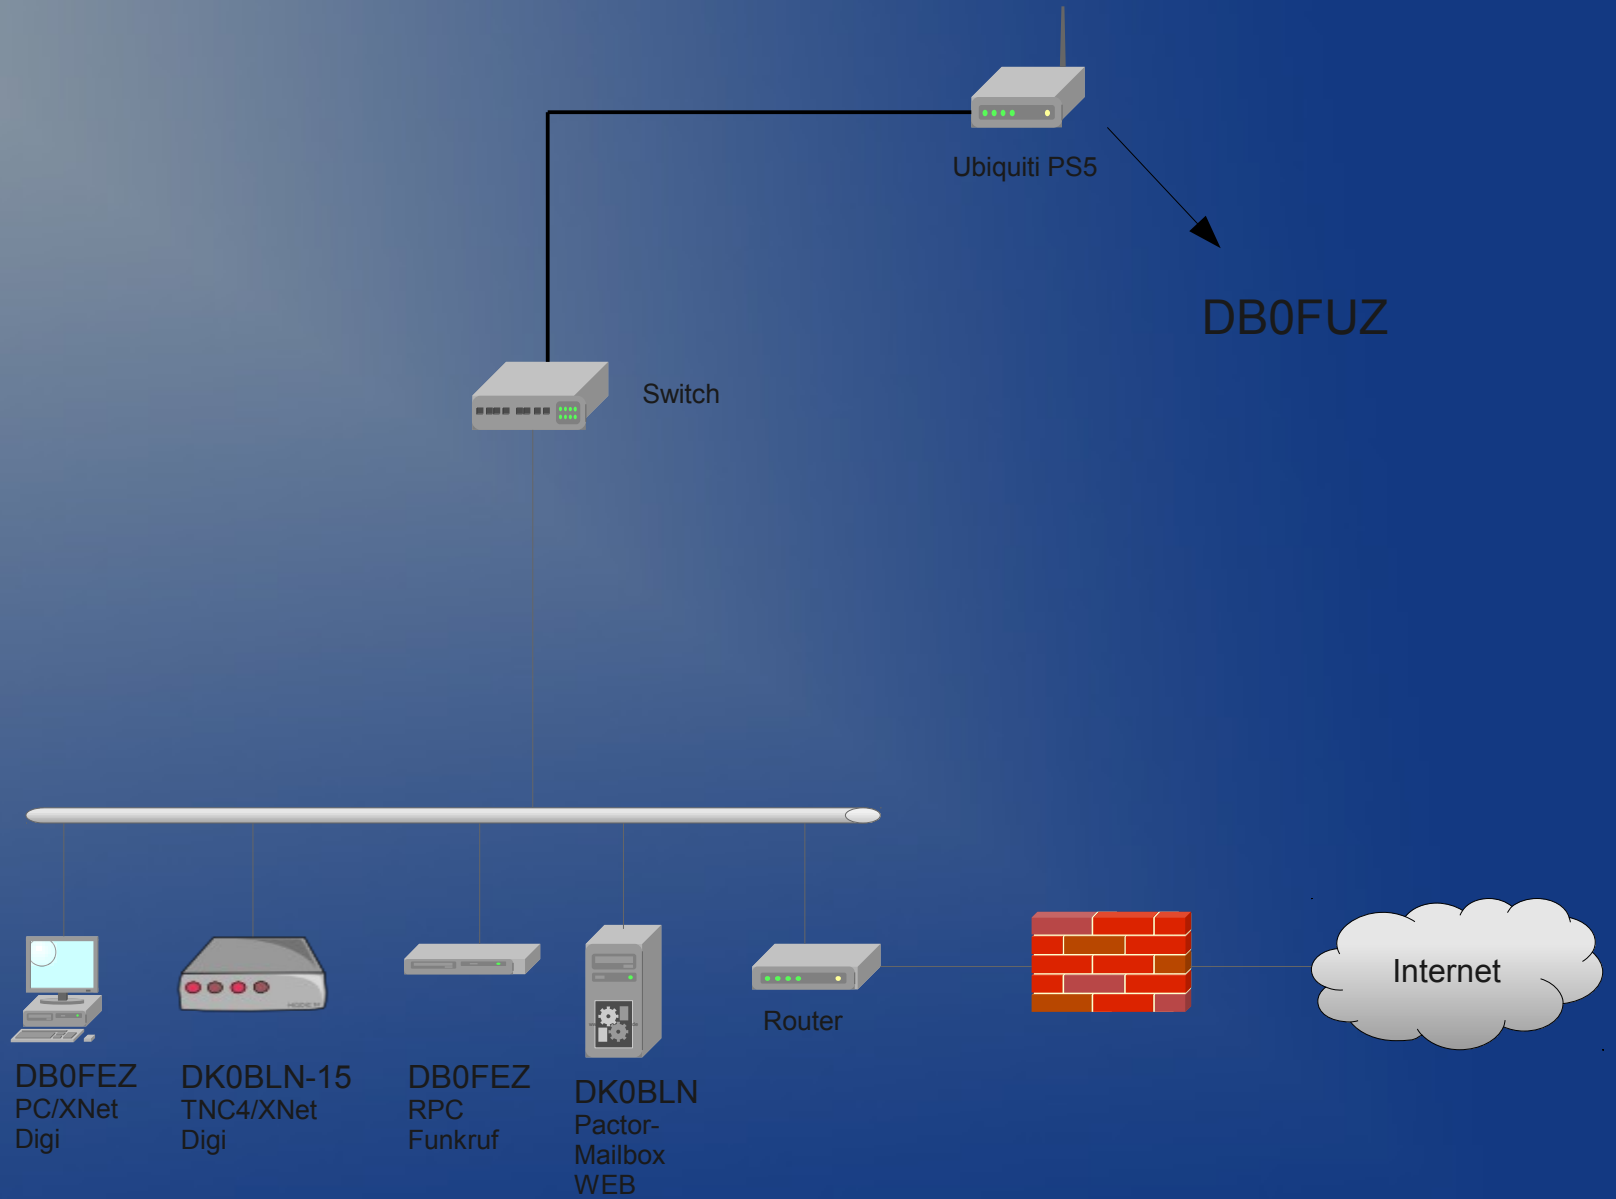 Ubiquiti PS5
DB0FUZ
Switch
Internet
Router
DB0FEZ
PC/XNet
Digi
DK0BLN-15
TNC4/XNet
Digi
DB0FEZ
RPC
Funkruf
DK0BLN
Pactor-
Mailbox
WEB